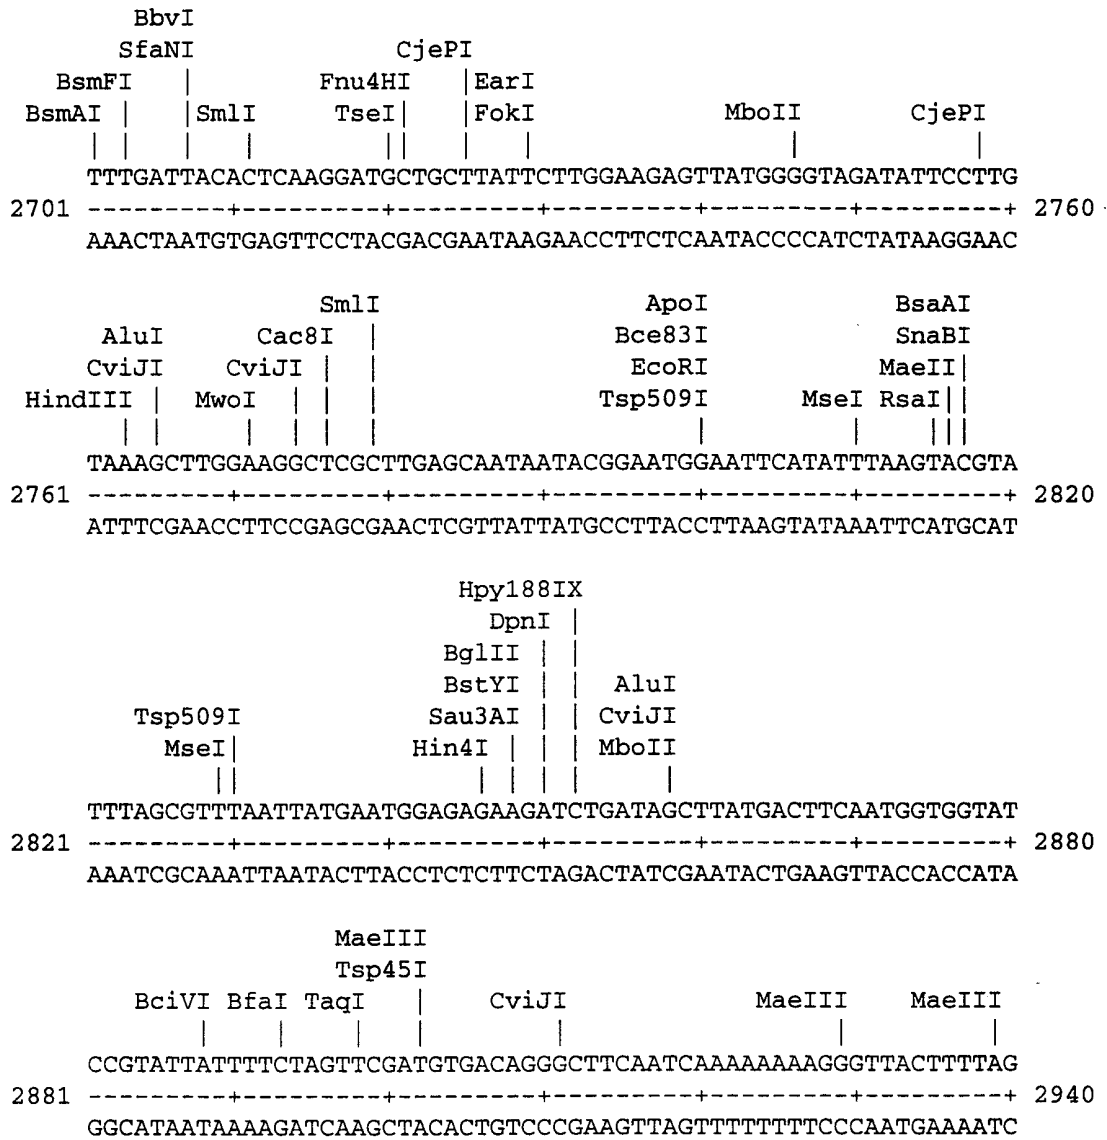 BbvI
SfaNI CjePI
BsmFI | Fnu4HI |EarI
BsmAI | |SmlI TseI| |FokI MboII CjePI
TTTGATTACACTCAAGGATGCTGCTTATTCTTGGAAGAGTTATGGGGTAGATATTCCTTG
2701 ---------+---------+---------+---------+---------+---------+ 2760
AAACTAATGTGAGTTCCTACGACGAATAAGAACCTTCTCAATACCCCATCTATAAGGAAC
SmlI ApoI BsaAI
AluI Cac8I | Bce83I SnaBI
CviJI CviJI | | EcoRI MaeII|
HindIII | MwoI | | | Tsp509I MseI RsaI||
TAAAGCTTGGAAGGCTCGCTTGAGCAATAATACGGAATGGAATTCATATTTAAGTACGTA
2761 ---------+---------+---------+---------+---------+---------+ 2820
ATTTCGAACCTTCCGAGCGAACTCGTTATTATGCCTTACCTTAAGTATAAATTCATGCAT
Hpy188IX
DpnI |
BglII | |
BstYI | | AluI
Tsp509I Sau3AI | | CviJI
MseI| Hin4I | | | MboII
TTTAGCGTTTAATTATGAATGGAGAGAAGATCTGATAGCTTATGACTTCAATGGTGGTAT
2821 ---------+---------+---------+---------+---------+---------+ 2880
AAATCGCAAATTAATACTTACCTCTCTTCTAGACTATCGAATACTGAAGTTACCACCATA
MaeIII
Tsp45I
BciVI BfaI TaqI | CviJI MaeIII MaeIII
CCGTATTATTTTCTAGTTCGATGTGACAGGGCTTCAATCAAAAAAAAGGGTTACTTTTAG
2881 ---------+---------+---------+---------+---------+---------+ 2940
GGCATAATAAAAGATCAAGCTACACTGTCCCGAAGTTAGTTTTTTTTCCCAATGAAAATC